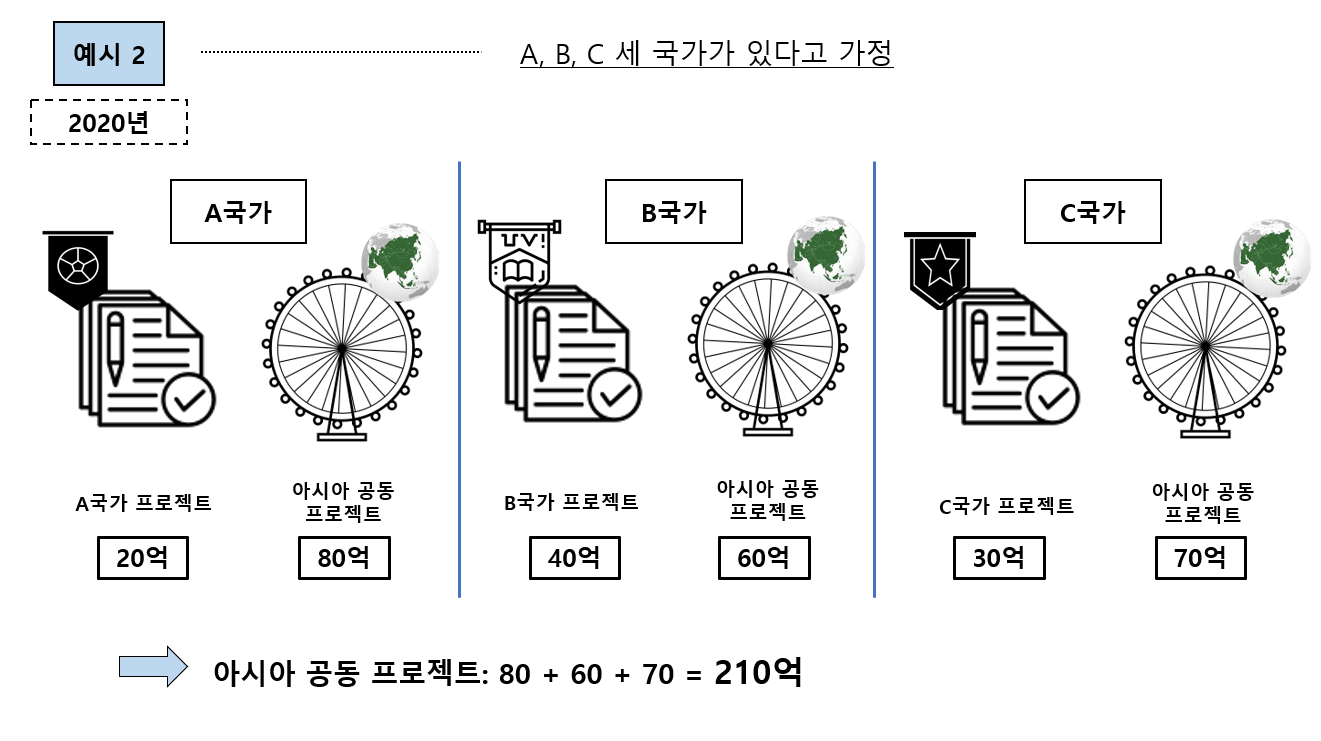 예시 2
A, B, C 세 국가가 있다고 가정
2020년
A국가
B국가
C국가
A국가 프로젝트
아시아 공동
프로젝트
B국가 프로젝트
아시아 공동
프로젝트
C국가 프로젝트
아시아 공동
프로젝트
20억
80억
40억
60억
30억
70억
아시아 공동 프로젝트: 80 + 60 + 70 = 210억